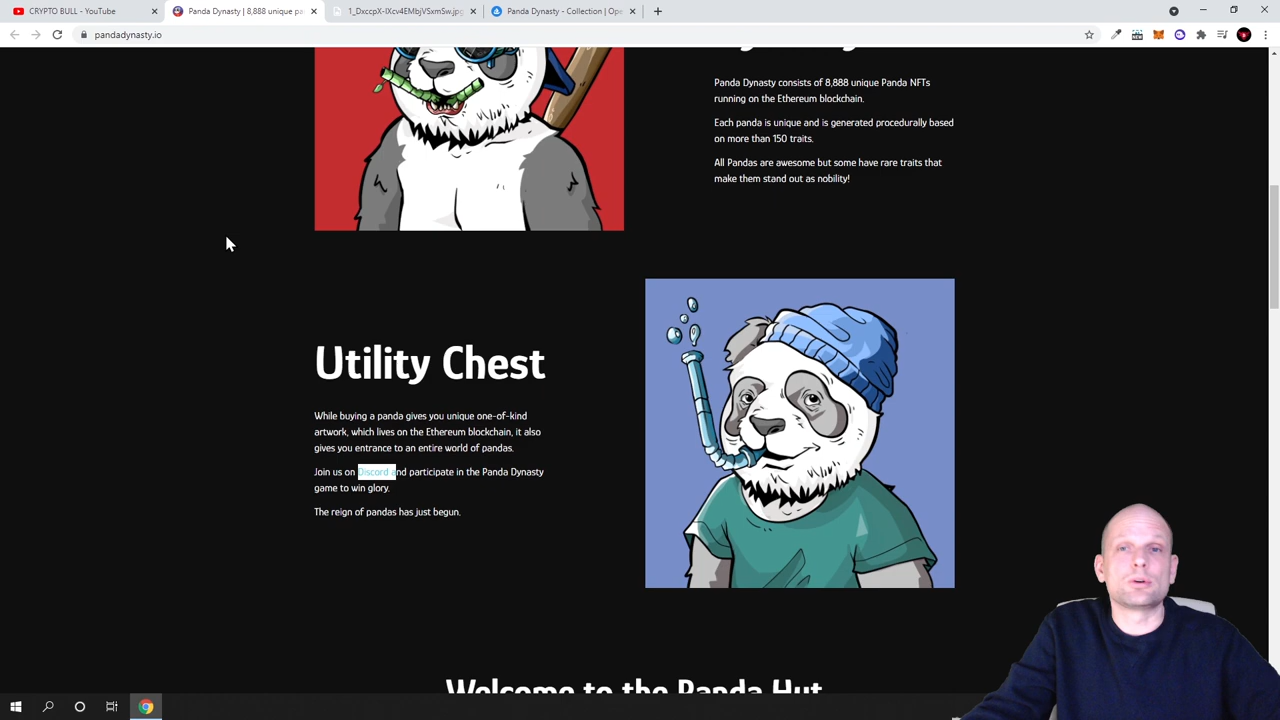 CRYPTO BULL - YouTube
Panda Dynasty | 8,888 unique pa
1_DxccpX-IXcv4EMbjVSxmSw.jpg
Panda Dynasty - Collection | Ope
pandadynasty.io
Panda Dynasty consists of 8,888 unique Panda NFTs
running on the Ethereum blockchain.
Each panda is unique and is generated procedurally based
on more than 150 traits.
All Pandas are awesome but some have rare traits that
make them stand out as nobility!
Utility Chest
While buying a panda gives you unique one-of-kind
artwork, which lives on the Ethereum blockchain, it also
gives you entrance to an entire world of pandas.
Join us on Discord and participate in the Panda Dynasty
game to win glory.
The reign of pandas has just begun.
Welcome to the Panda Hut